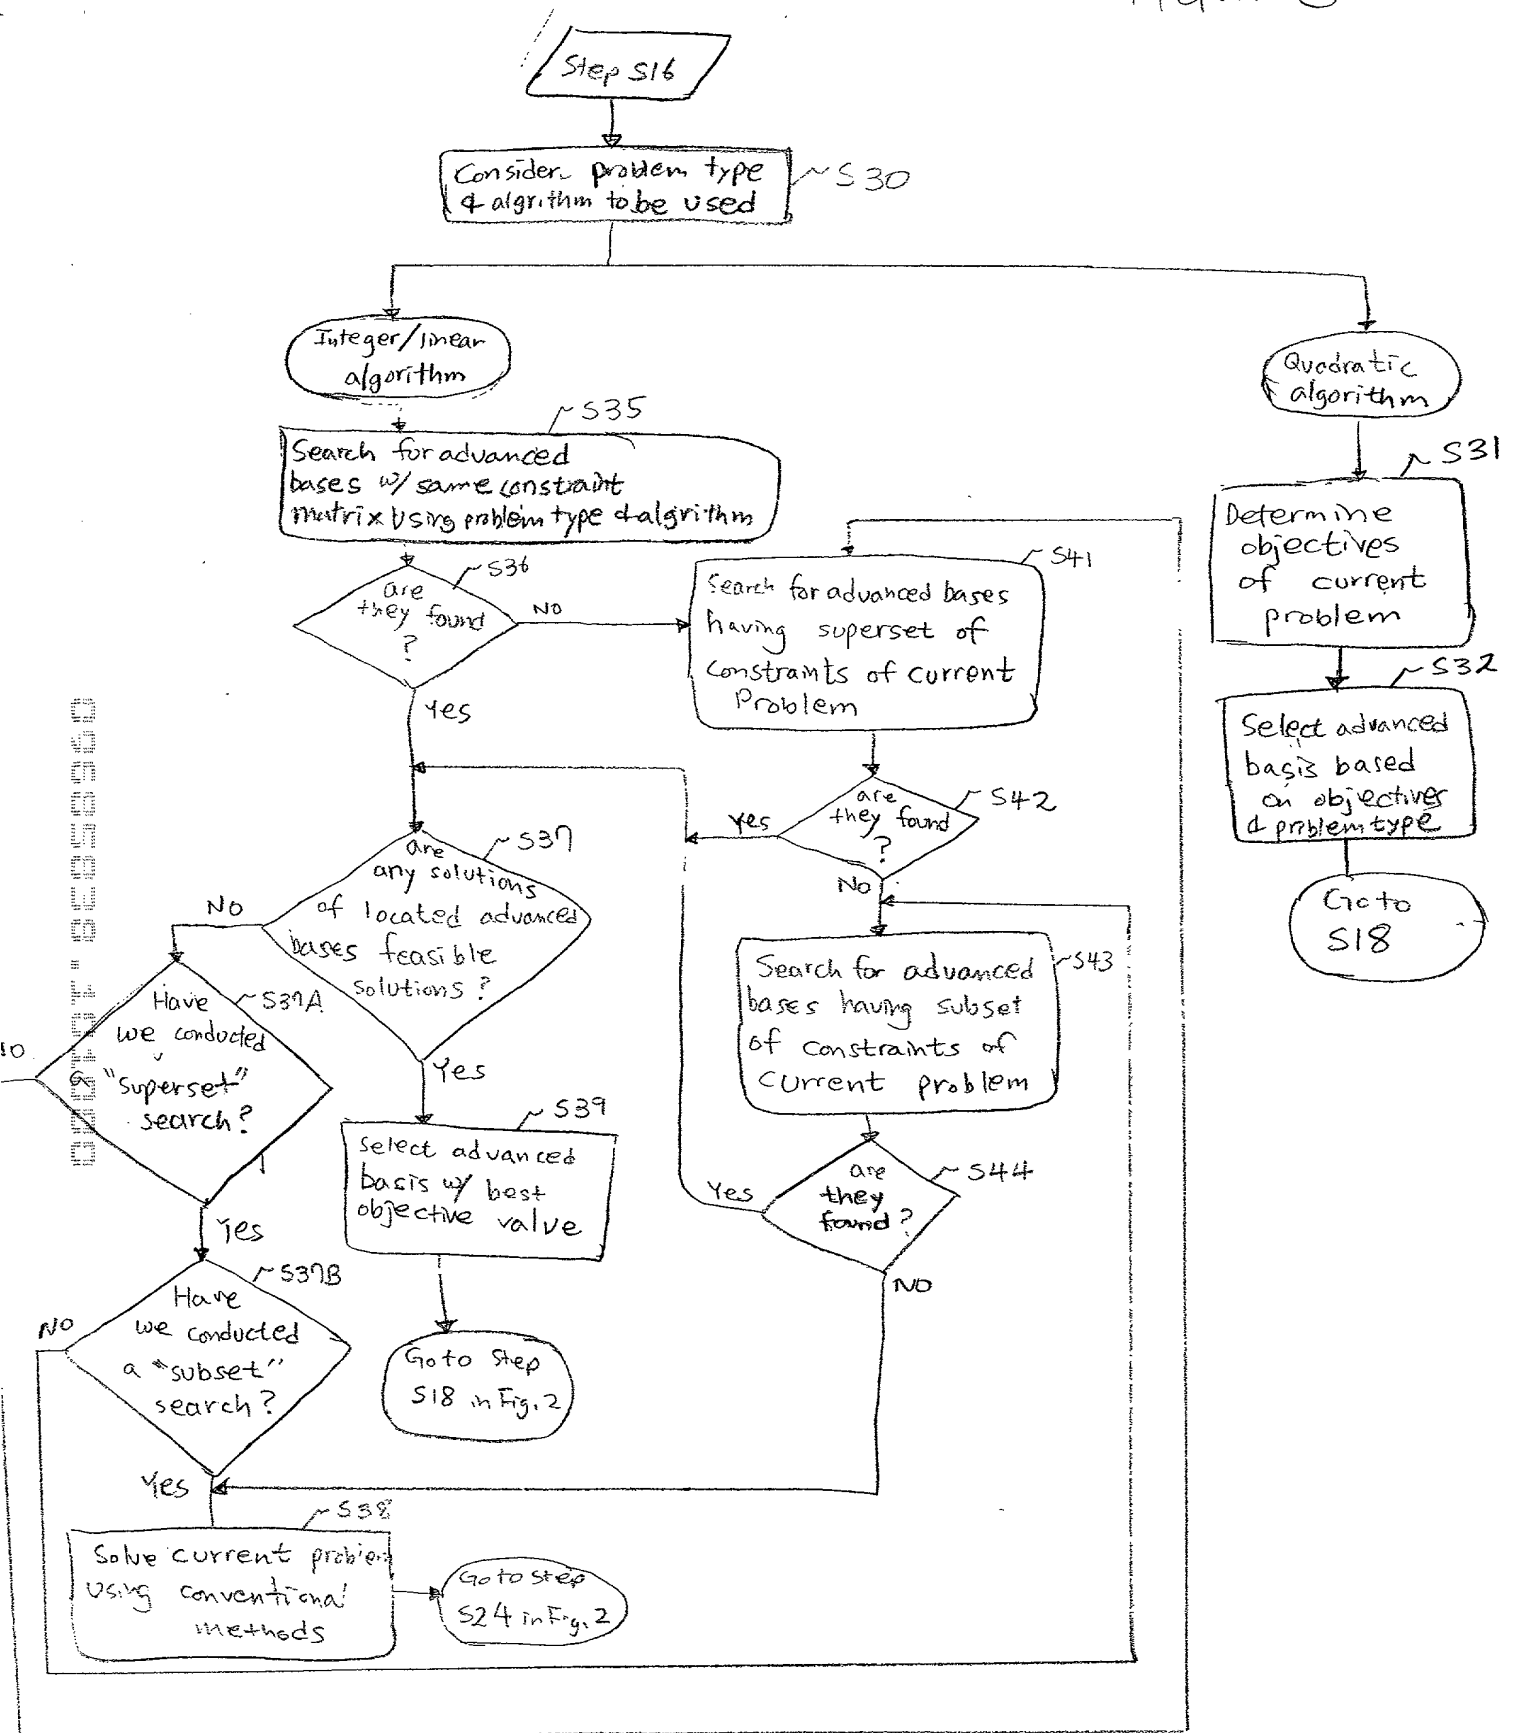 Step S16
Consider problem type
& algrithm to be used
S30
Integer/linear
algorithm
Quadratic
algorithm
S35
Search for advanced
bases w/ same constraint
matrix using problem type & algrithm
S31
Determine
objectives
of current
problem
S36
are
they found
?
NO
Yes
S41
Search for advanced bases
having superset of
constraints of current
Problem
S32
Select advanced
basis based
on objectives
& problem type
Go to
S18
S42
are
they found
?
Yes
No
S37
are
any solutions
of located advanced
bases feasible
solutions?
NO
Yes
S43
Search for advanced
bases having subset
of constraints of
current problem
S37A
Have
we conducted
a "superset"
search?
Yes
S39
Select advanced
basis w/ best
objective value
S44
are
they
found?
Yes
NO
S37B
Have
we conducted
a "subset"
search?
NO
Yes
Go to Step
S18 in Fig. 2
S38
Solve current problem
using conventional
methods
Go to Step
S24 in Fig. 2